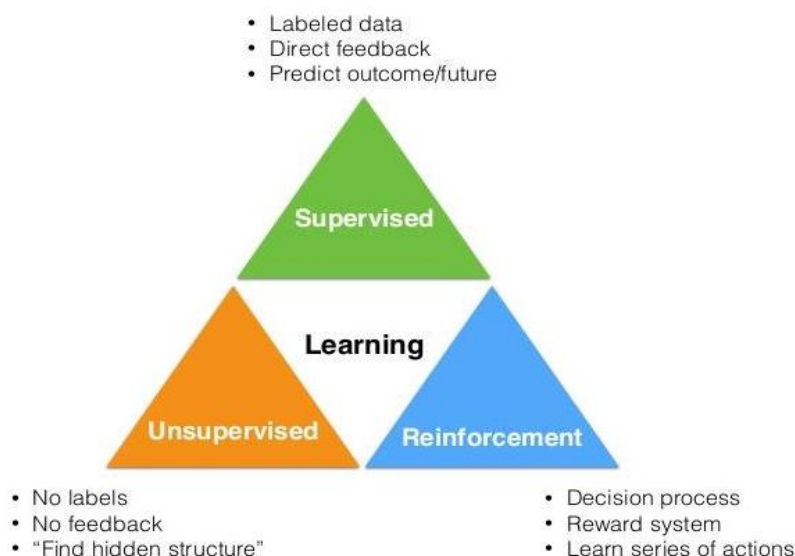 • Labeled data
• Direct feedback
• Predict outcome/future
Supervised
Learning
Unsupervised
Reinforcement
• No labels
• No feedback
• “Find hidden structure”
• Decision process
• Reward system
• Learn series of actions